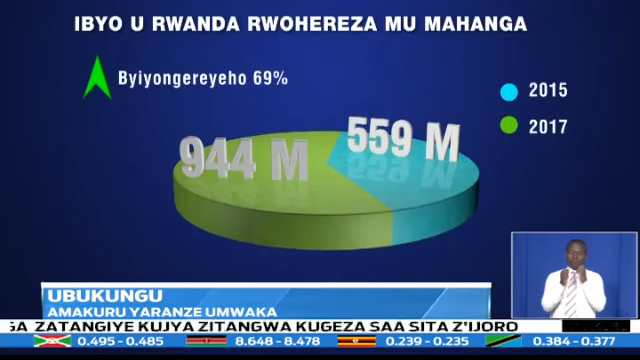 IBYO U RWANDA RWOHEREZA MU MAHANGA
Byiyongereyeho 69%
2015
2017
559 M
944 M
UBUKUNGU
AMAKURU YARANZE UMWAKA
GA ZATANGIYE KUJYA ZITANGWA KUGEZA SAA SITA Z'IJORO
0.495 - 0.485 8.648 - 8.478 0.239 - 0.235 0.384 - 0.377